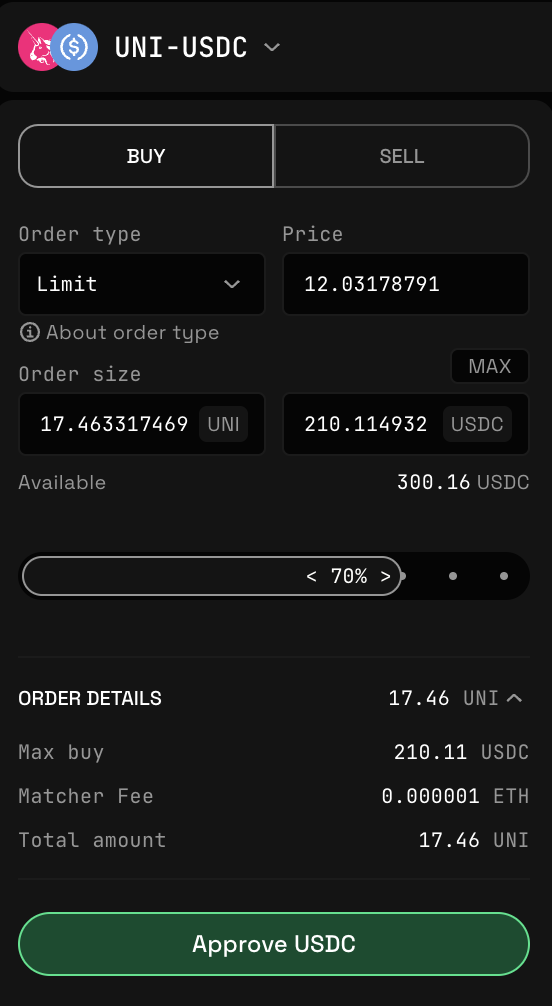 UNI-USDC
BUY SELL
Order type Price
Limit 12.03178791
About order type
MAX
Order size
17.463317469 UNI 210.114932 USDC
Available 300.16 USDC
< 70% >
ORDER DETAILS 17.46 UNI
Max buy 210.11 USDC
Matcher Fee 0.000001 ETH
Total amount 17.46 UNI
Approve USDC